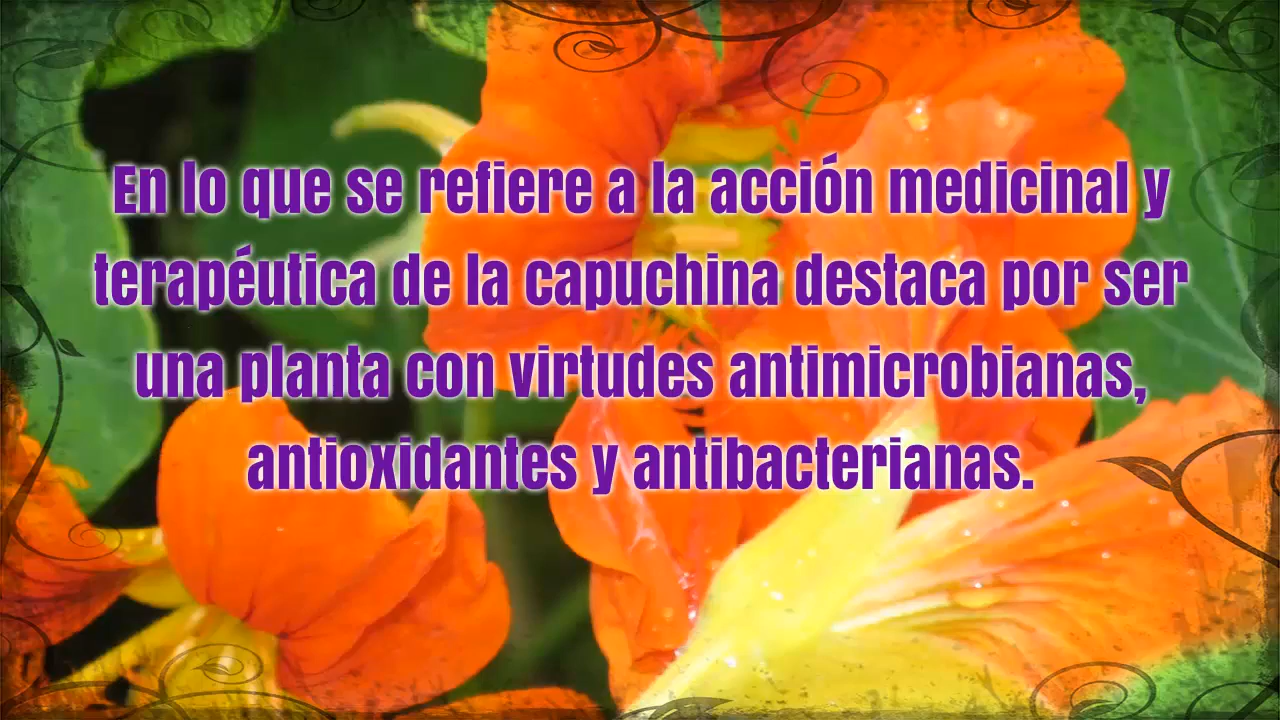 En lo que se refiere a la acción medicinal y
terapéutica de la capuchina destaca por ser
una planta con virtudes antimicrobianas,
antioxidantes y antibacterianas.